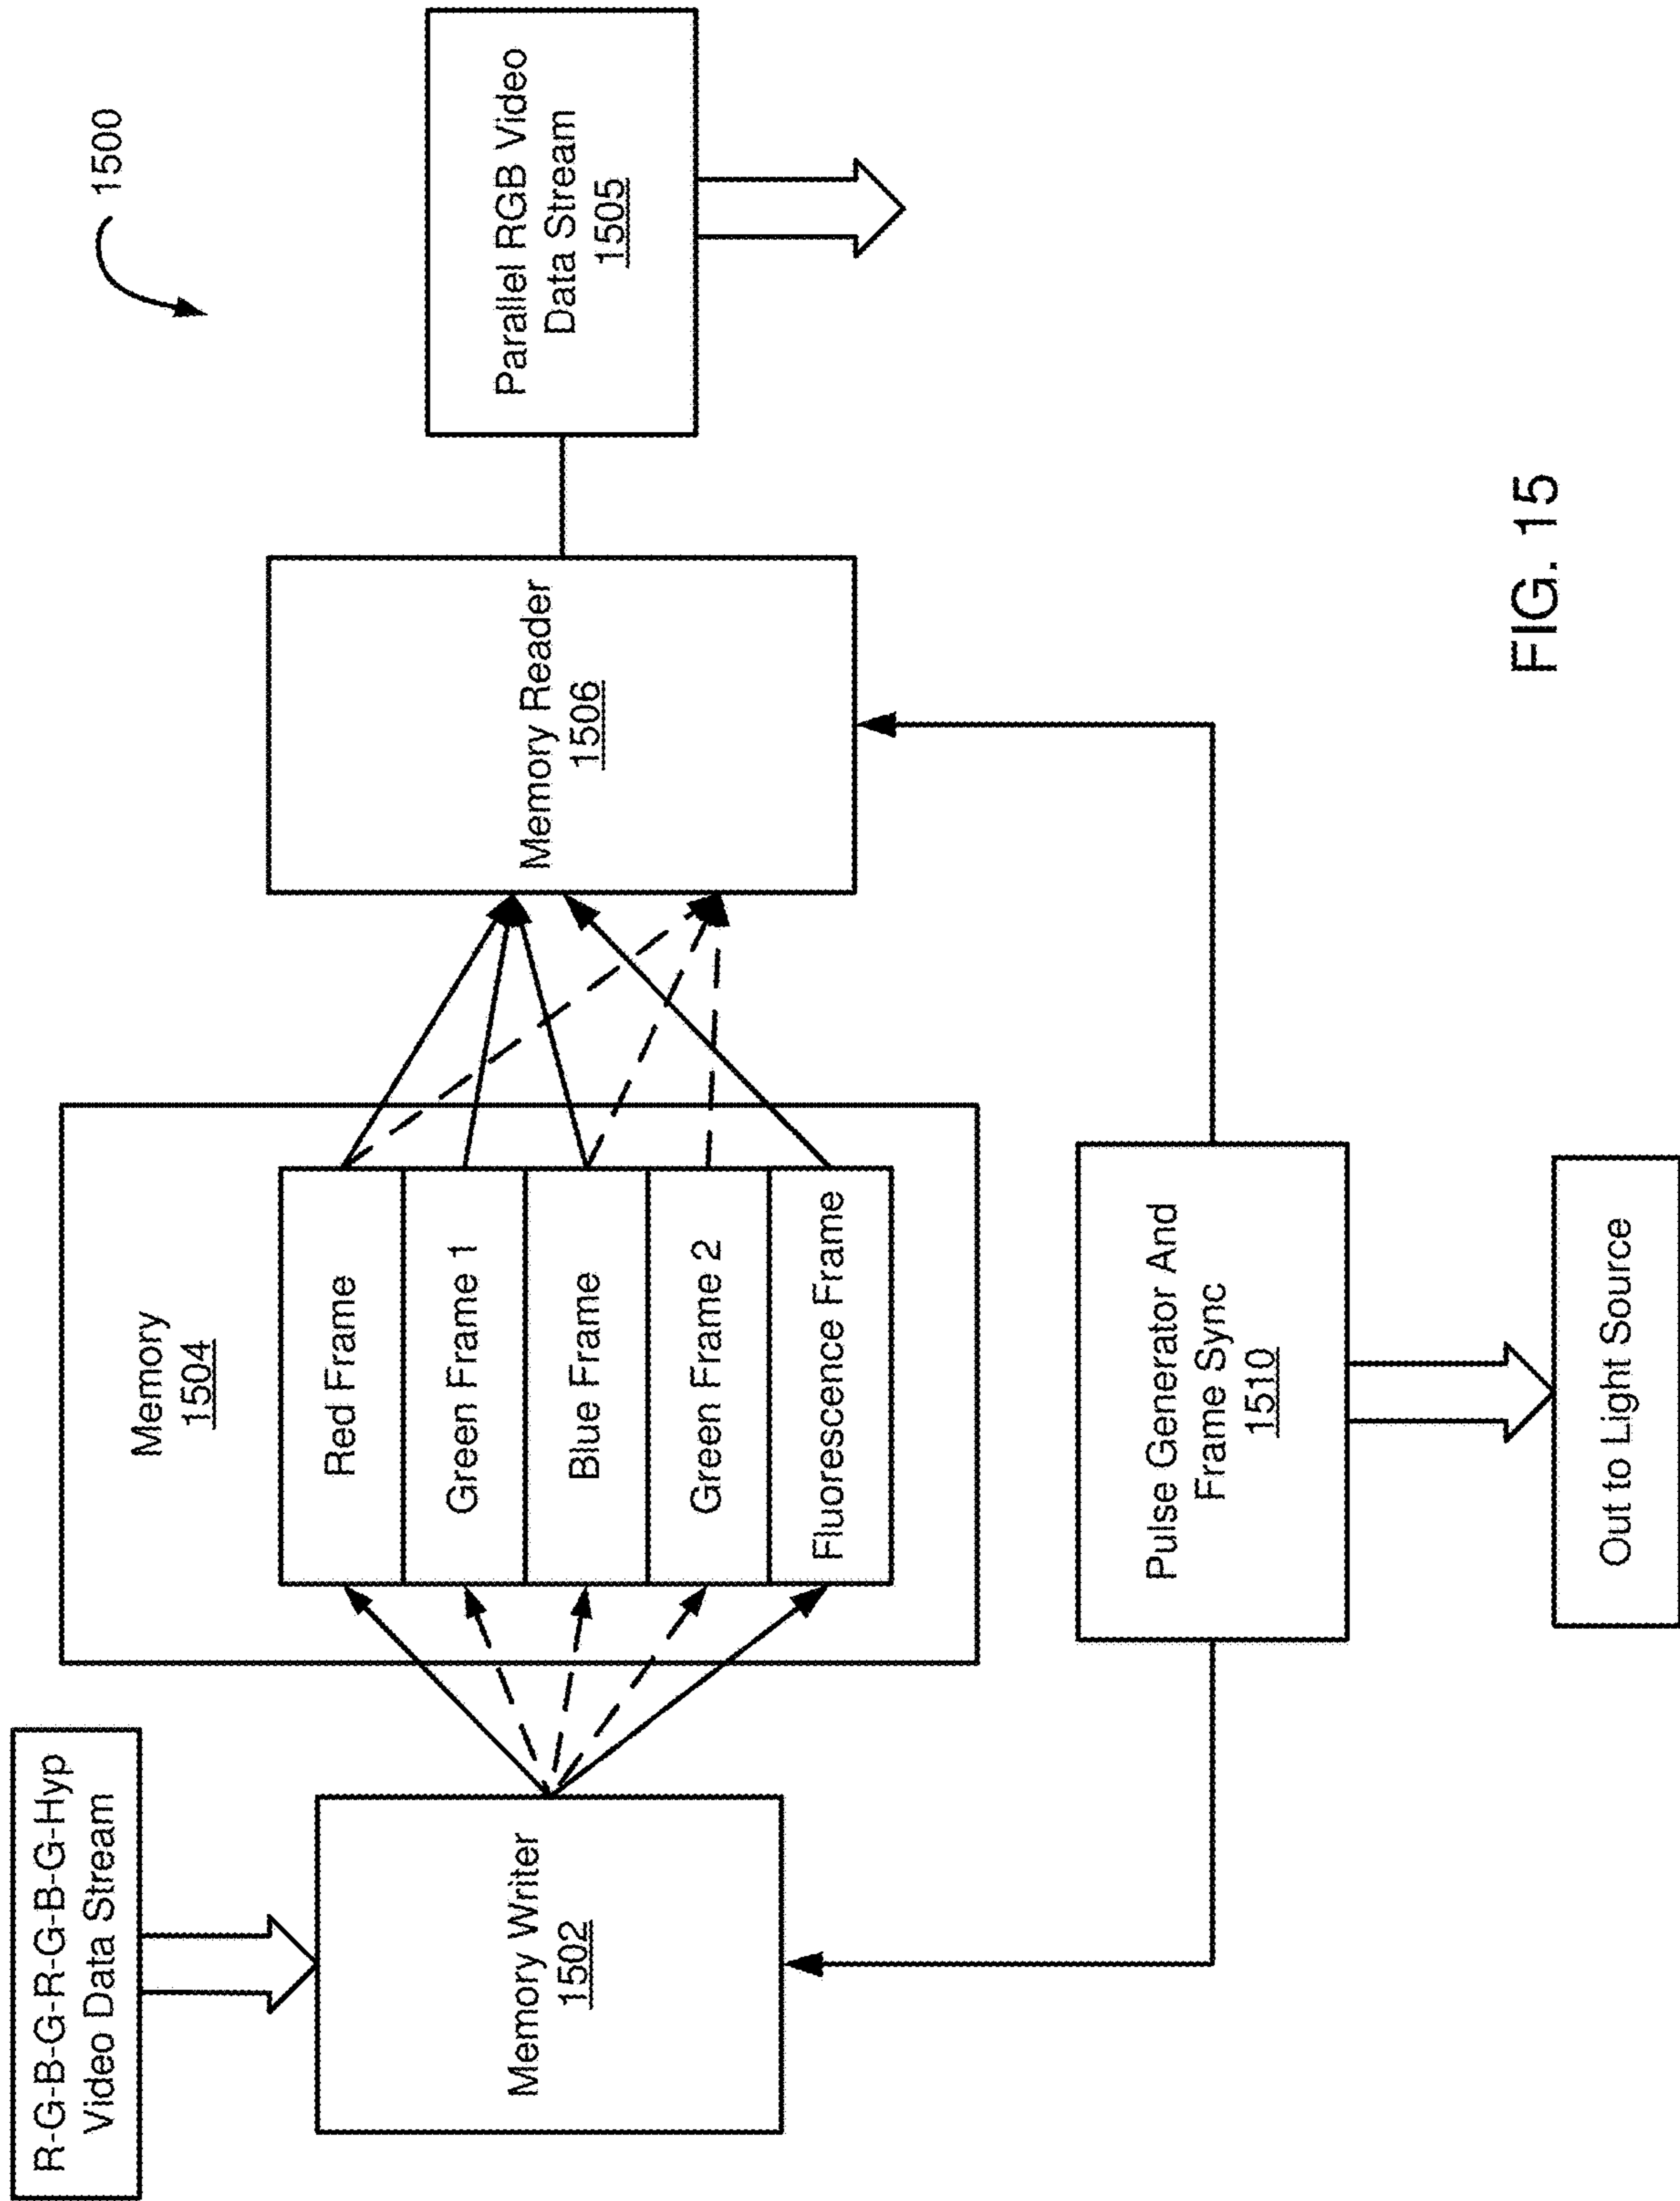 1500
R-G-B-G-R-G-B-G-Hyp
Video Data Stream
Memory Writer
1502
Memory
1504
Red Frame
Green Frame 1
Blue Frame
Green Frame 2
Fluorescence Frame
Memory Reader
1506
Parallel RGB Video
Data Stream
1505
Pulse Generator And
Frame Sync
1510
Out to Light Source
FIG. 15